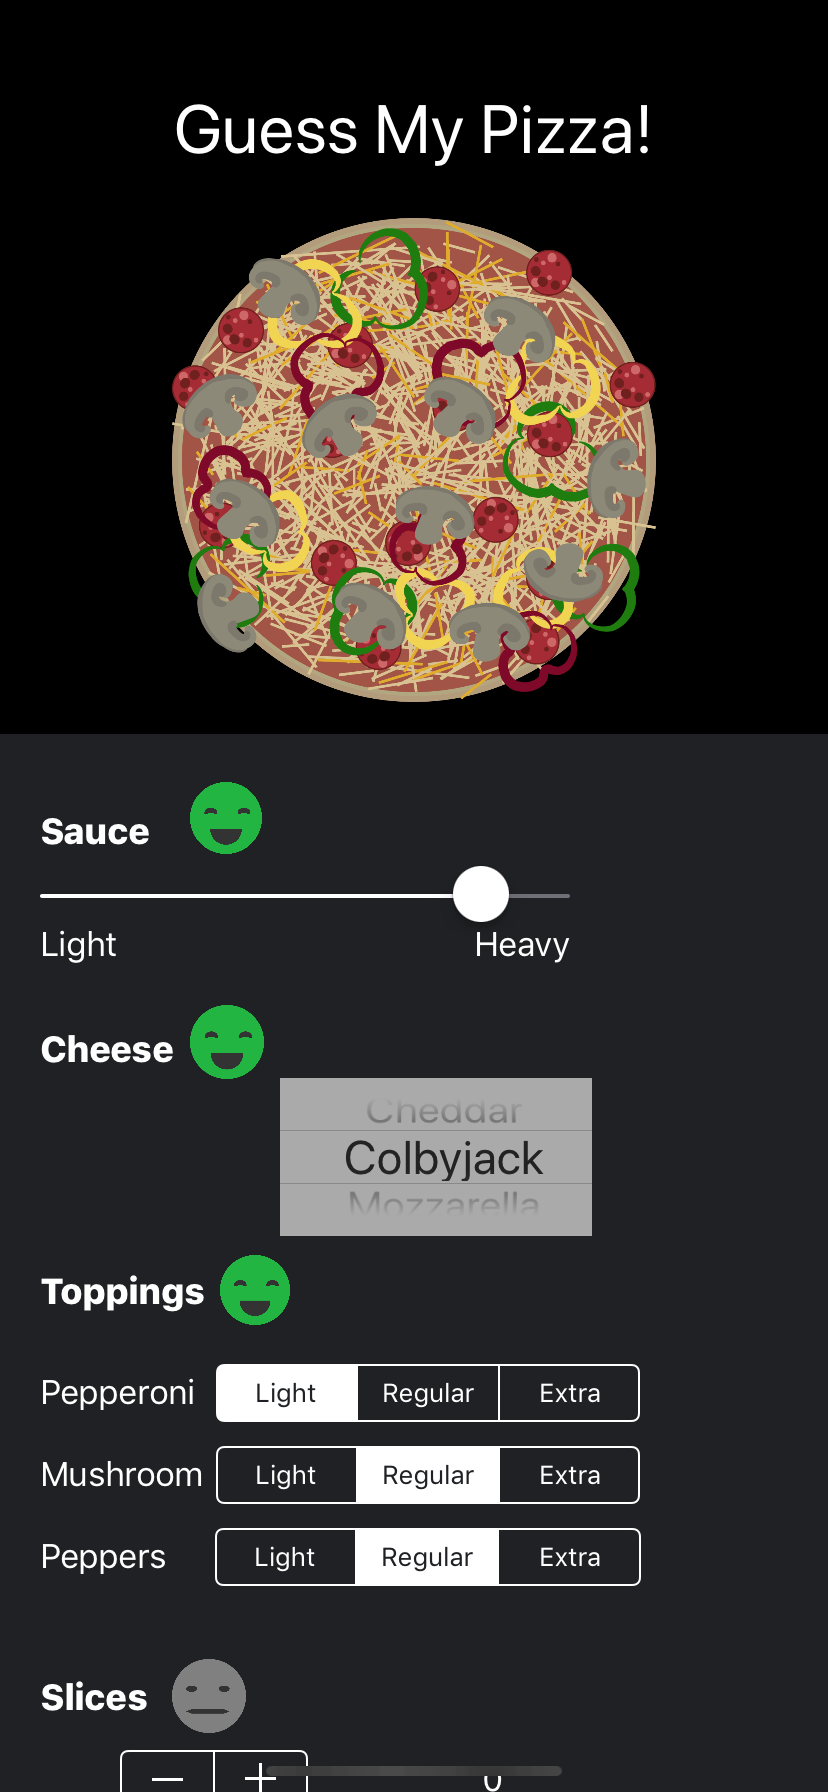 Guess My Pizza!
Sauce
Light Heavy
Cheese
Cheddar
Colbyjack
Mozzarella
Toppings
Pepperoni Light Regular Extra
Mushroom Light Regular Extra
Peppers Light Regular Extra
Slices
− + 0